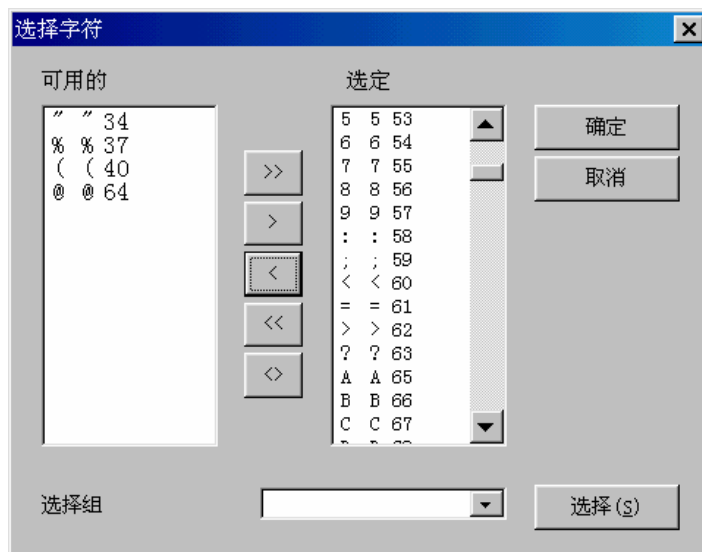 选择字符
可用的
选定
" " 34
% % 37
( ( 40
@ @ 64
>>
>
<
<<
<>
5 5 53
6 6 54
7 7 55
8 8 56
9 9 57
: : 58
; ; 59
< < 60
= = 61
> > 62
? ? 63
A A 65
B B 66
C C 67
确定
取消
选择组
选择(S)